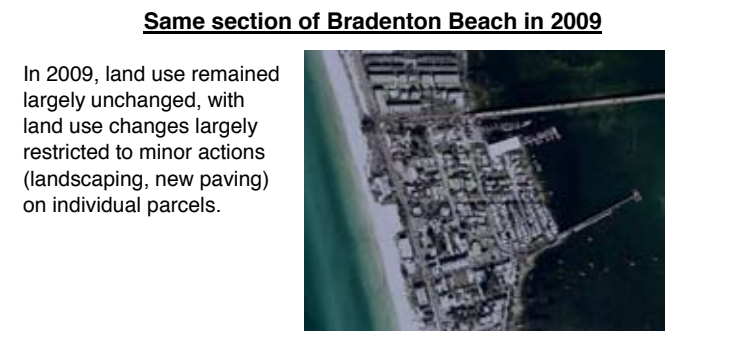 Same section of Bradenton Beach in 2009
In 2009, land use remained
largely unchanged, with
land use changes largely
restricted to minor actions
(landscaping, new paving)
on individual parcels.